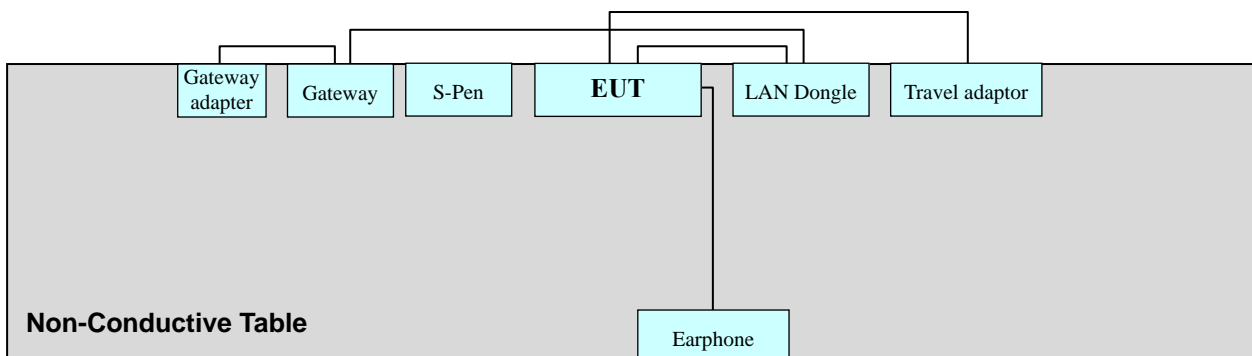 Gateway
adapter
Gateway
S-Pen
EUT
LAN Dongle
Travel adaptor
Non-Conductive Table
Earphone